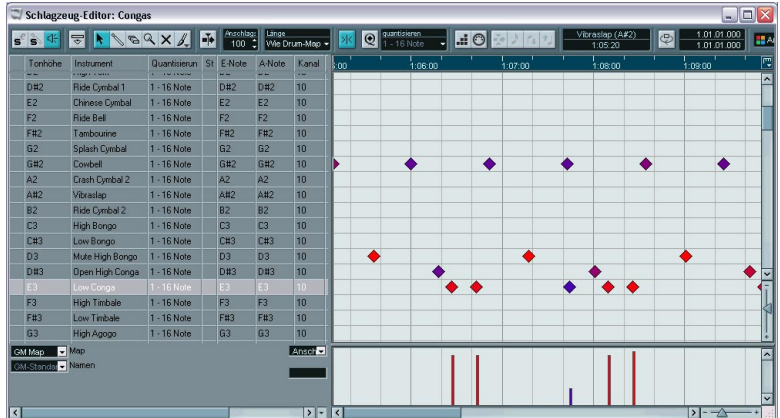 Schlagzeug-Editor: Congas
Anschlag: Länge quantisieren Vibraslap (A#2) 1.01.01.000
100 Wie Drum-Map 1 - 16 Note 1:05:20 1.01.01.000
Tonhöhe Instrument Quantisierun St E-Note A-Note Kanal 1:06:00 1:07:00 1:08:00 1:09:00
D#2 Ride Cymbal 1 1 - 16 Note D#2 D#2 10
E2 Chinese Cymbal 1 - 16 Note E2 E2 10
F2 Ride Bell 1 - 16 Note F2 F2 10
F#2 Tambourine 1 - 16 Note F#2 F#2 10
G2 Splash Cymbal 1 - 16 Note G2 G2 10
G#2 Cowbell 1 - 16 Note G#2 G#2 10
A2 Crash Cymbal 2 1 - 16 Note A2 A2 10
A#2 Vibraslap 1 - 16 Note A#2 A#2 10
B2 Ride Cymbal 2 1 - 16 Note B2 B2 10
C3 High Bongo 1 - 16 Note C3 C3 10
C#3 Low Bongo 1 - 16 Note C#3 C#3 10
D3 Mute High Bongo 1 - 16 Note D3 D3 10
D#3 Open High Conga 1 - 16 Note D#3 D#3 10
E3 Low Conga 1 - 16 Note E3 E3 10
F3 High Timbale 1 - 16 Note F3 F3 10
F#3 Low Timbale 1 - 16 Note F#3 F#3 10
G3 High Agogo 1 - 16 Note G3 G3 10
GM Map Map Ansch
GM-Standa Namen